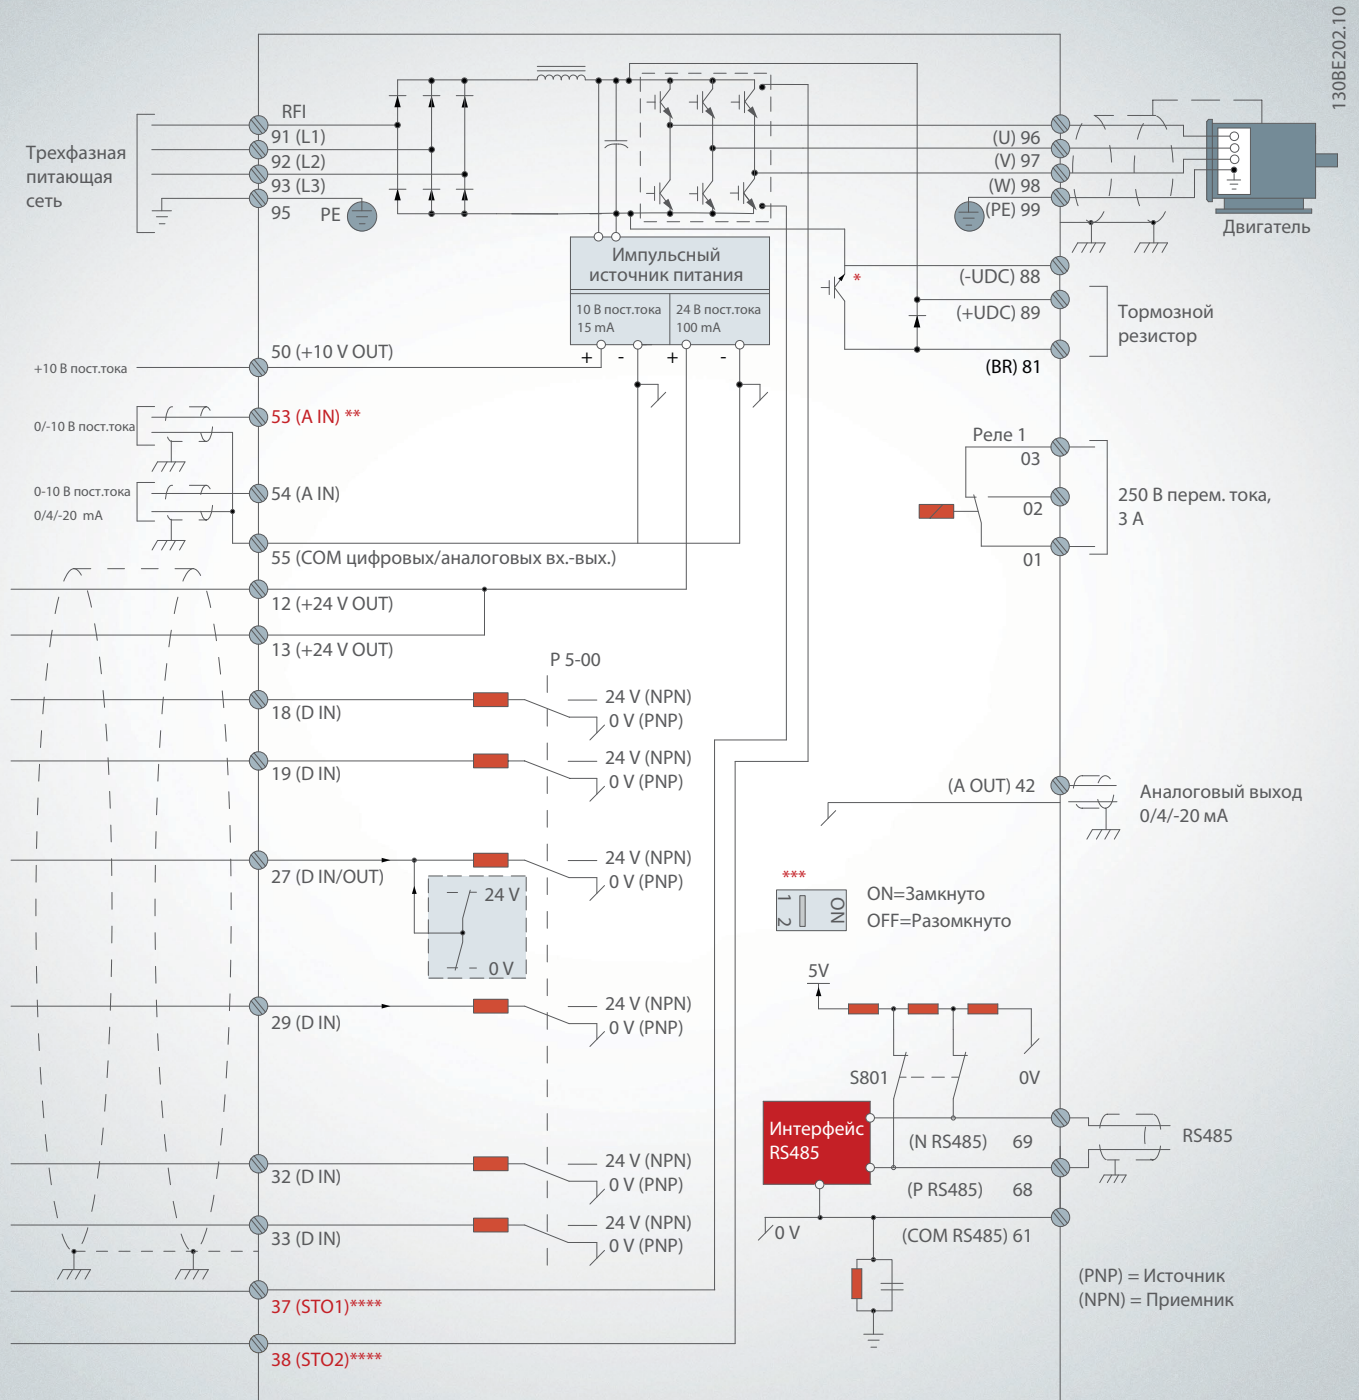 130BE202.10
RFI
91 (L1)
92 (L2)
93 (L3)
95
PE
Трехфазная
питающая
сеть
(U) 96
(V) 97
(W) 98
(PE) 99
Двигатель
Импульсный
источник питания
10 В пост.тока
15 mA
24 В пост.тока
100 mA
+ - + -
*
(-UDC) 88
(+UDC) 89
(BR) 81
Тормозной
резистор
50 (+10 V OUT)
+10 В пост.тока
53 (A IN) **
0/-10 В пост.тока
54 (A IN)
0-10 В пост.тока
0/4/-20 mA
55 (COM цифровых/аналоговых вх.-вых.)
12 (+24 V OUT)
13 (+24 V OUT)
Реле 1
03
02
01
250 В перем. тока,
3 А
P 5-00
18 (D IN)
24 V (NPN)
0 V (PNP)
19 (D IN)
24 V (NPN)
0 V (PNP)
27 (D IN/OUT)
24 V (NPN)
0 V (PNP)
24 V
0 V
29 (D IN)
24 V (NPN)
0 V (PNP)
32 (D IN)
24 V (NPN)
0 V (PNP)
33 (D IN)
24 V (NPN)
0 V (PNP)
37 (STO1)****
38 (STO2)****
(A OUT) 42
Аналоговый выход
0/4/-20 мА
***
1 2 ON
ON=Замкнуто
OFF=Разомкнуто
5V
S801
0V
Интерфейс
RS485
(N RS485) 69
RS485
(P RS485) 68
0 V
(COM RS485) 61
(PNP) = Источник
(NPN) = Приемник